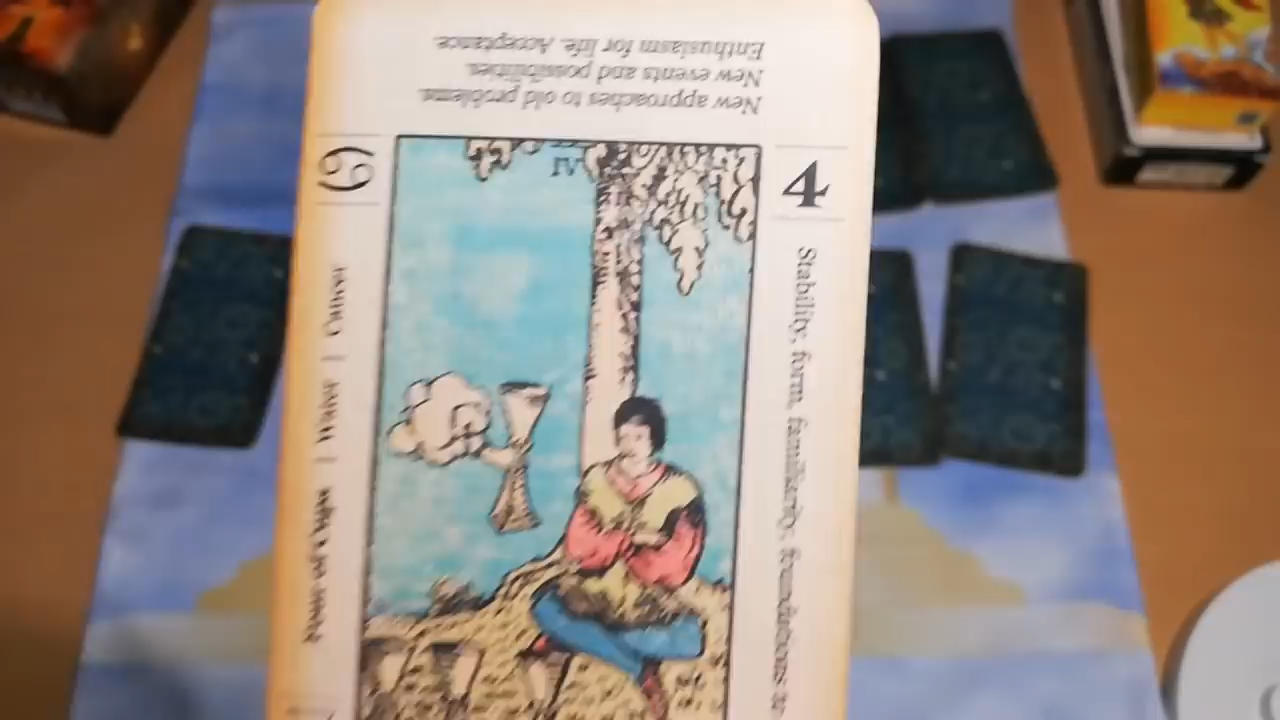 New approaches to old problems.
New events and possibilities.
Enthusiasm for life. Acceptance.
IV
4
Stability, form, familiarity, foundations
Cancer | Water |